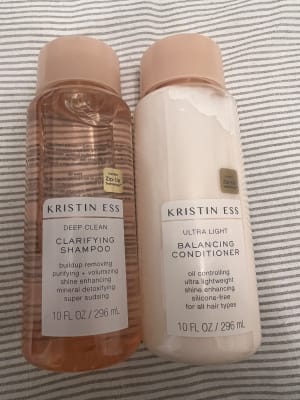 Zip-Up
KRISTIN ESS
DEEP CLEAN
CLARIFYING
SHAMPOO
buildup removing
purifying + volumizing
shine enhancing
mineral detoxifying
super sudsing
10 FL OZ / 296 mL
KRISTIN ESS
ULTRA LIGHT
BALANCING
CONDITIONER
oil controlling
ultra lightweight
shine enhancing
silicone-free
for all hair types
10 FL OZ / 296 mL